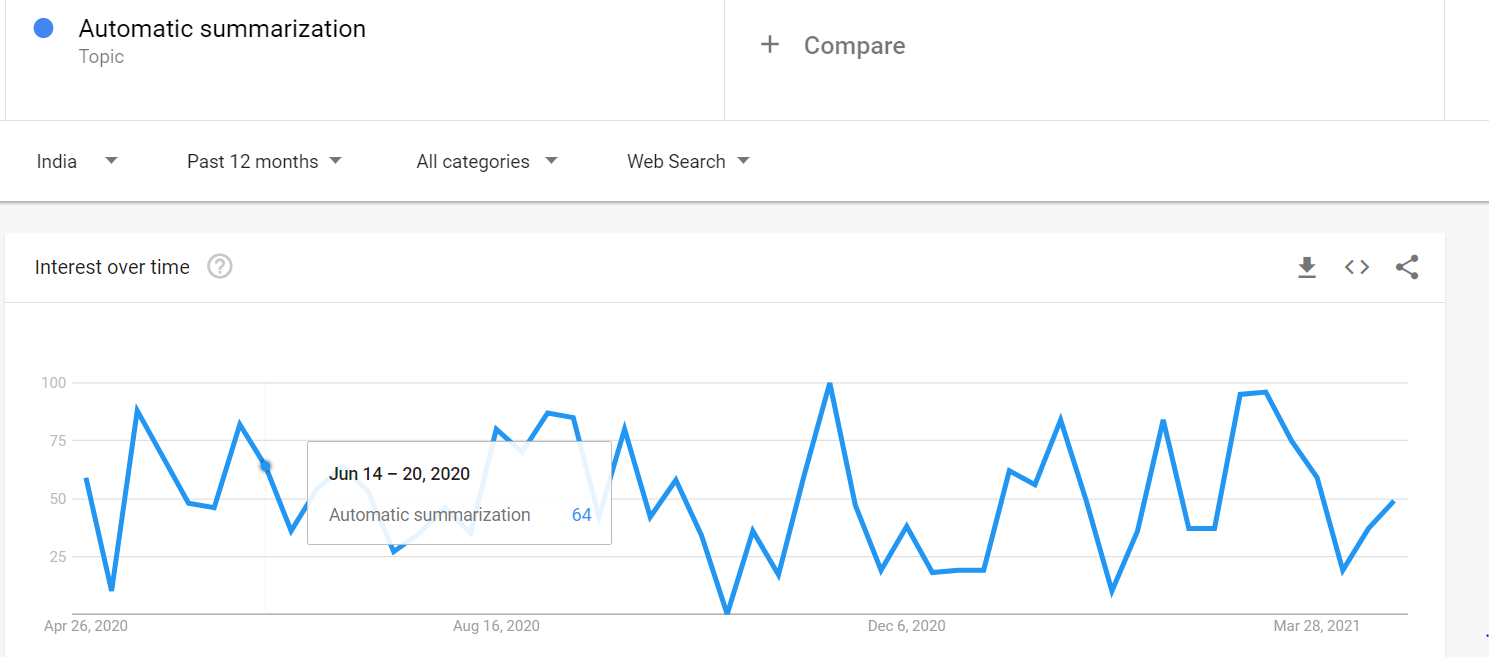 Automatic summarization
Topic
+ Compare
India
Past 12 months
All categories
Web Search
Interest over time ?
100
75
50
25
Jun 14 – 20, 2020
Automatic summarization 64
Apr 26, 2020
Aug 16, 2020
Dec 6, 2020
Mar 28, 2021